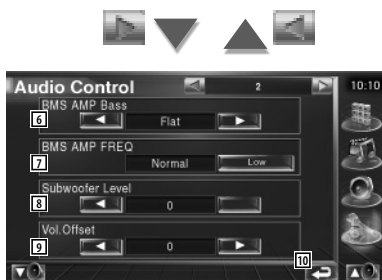 Audio Control 2 10:10
BMS AMP Bass
6 Flat
BMS AMP FREQ
7 Normal Low
Subwoofer Level
8 0
Vol.Offset
9 0
10